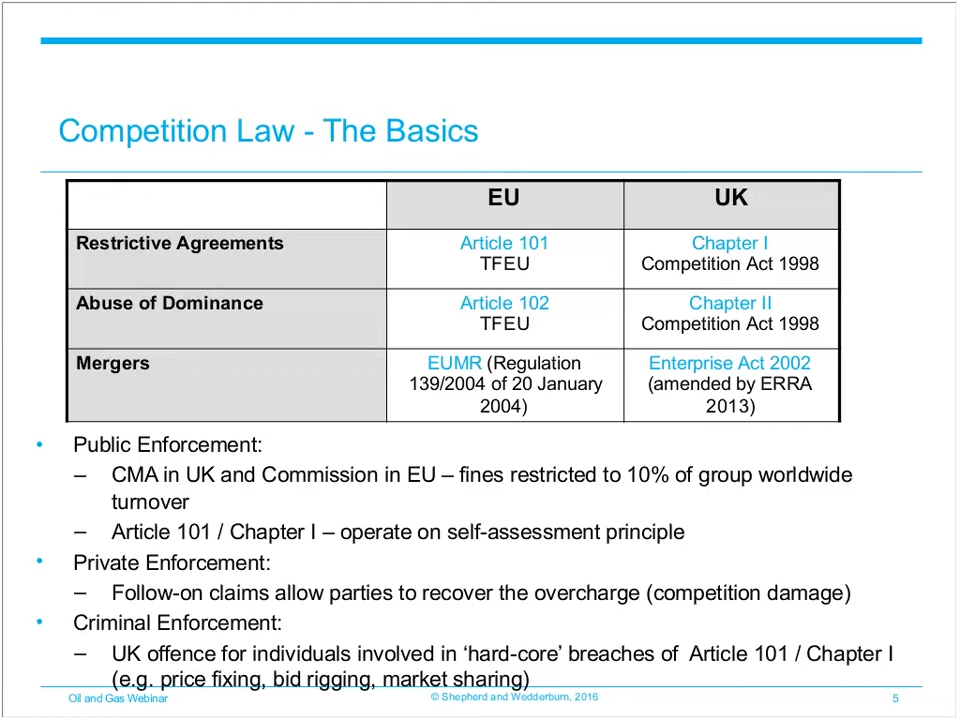 Competition Law - The Basics
EU
UK
Restrictive Agreements
Article 101
TFEU
Chapter I
Competition Act 1998
Abuse of Dominance
Article 102
TFEU
Chapter II
Competition Act 1998
Mergers
EUMR (Regulation
139/2004 of 20 January
2004)
Enterprise Act 2002
(amended by ERRA
2013)
• Public Enforcement:
– CMA in UK and Commission in EU – fines restricted to 10% of group worldwide
turnover
– Article 101 / Chapter I – operate on self-assessment principle
• Private Enforcement:
– Follow-on claims allow parties to recover the overcharge (competition damage)
• Criminal Enforcement:
– UK offence for individuals involved in ‘hard-core’ breaches of Article 101 / Chapter I
(e.g. price fixing, bid rigging, market sharing)
Oil and Gas Webinar
© Shepherd and Wedderburn, 2016
5